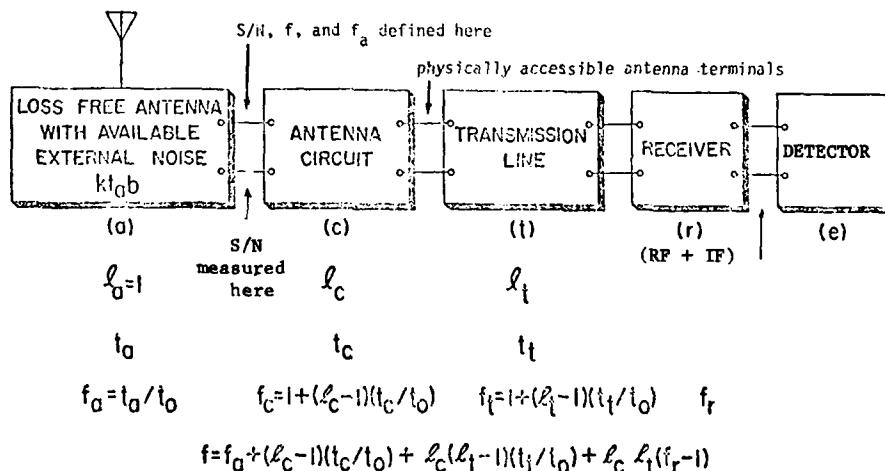 S/N, f, and f_a defined here
physically accessible antenna terminals
LOSS FREE ANTENNA
WITH AVAILABLE
EXTERNAL NOISE
kt_ab
ANTENNA
CIRCUIT
TRANSMISSION
LINE
RECEIVER
DETECTOR
(a)
(c)
(t)
(r)
(e)
S/N
measured
here
(RF + IF)
ℓ_a=1
ℓ_c
ℓ_t
t_a
t_c
t_t
f_a=t_a/t_o
f_c=1+(ℓ_c-1)(t_c/t_o)
f_t=1+(ℓ_t-1)(t_t/t_o)
f_r
f=f_a+(ℓ_c-1)(t_c/t_o)+ ℓ_c(ℓ_t-1)(t_t/t_o)+ℓ_c ℓ_t(f_r-1)